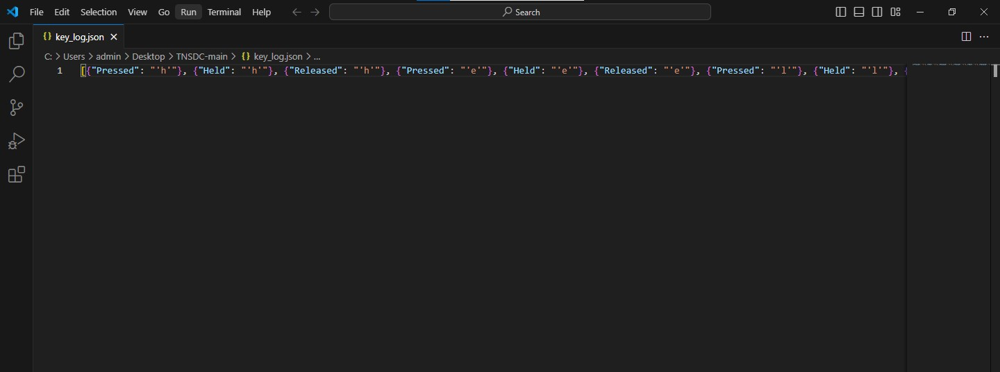 File Edit Selection View Go Run Terminal Help Search
key_log.json
C: > Users > admin > Desktop > TNSDC-main > {} key_log.json > ...
1 [{"Pressed": "'h'"}, {"Held": "'h'"}, {"Released": "'h'"}, {"Pressed": "'e'"}, {"Held": "'e'"}, {"Released": "'e'"}, {"Pressed": "'l'"}, {"Held": "'l'"}, {